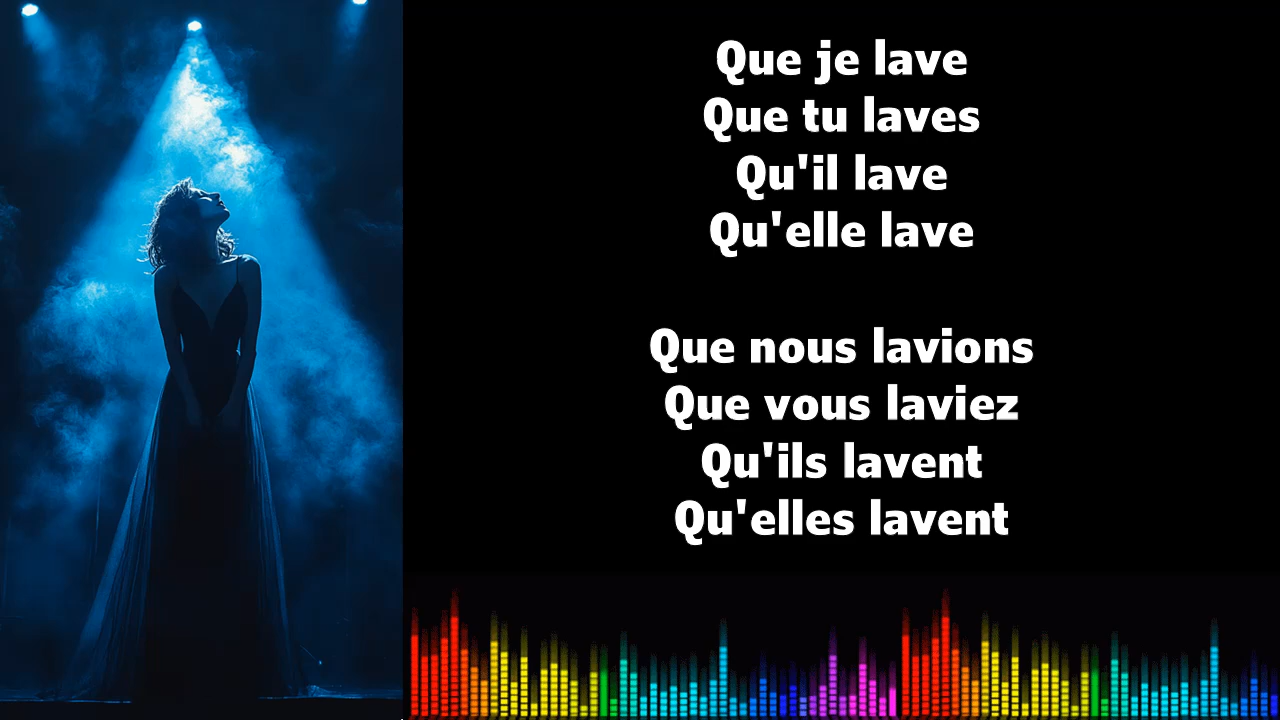 Que je lave
Que tu laves
Qu'il lave
Qu'elle lave
Que nous lavions
Que vous laviez
Qu'ils lavent
Qu'elles lavent